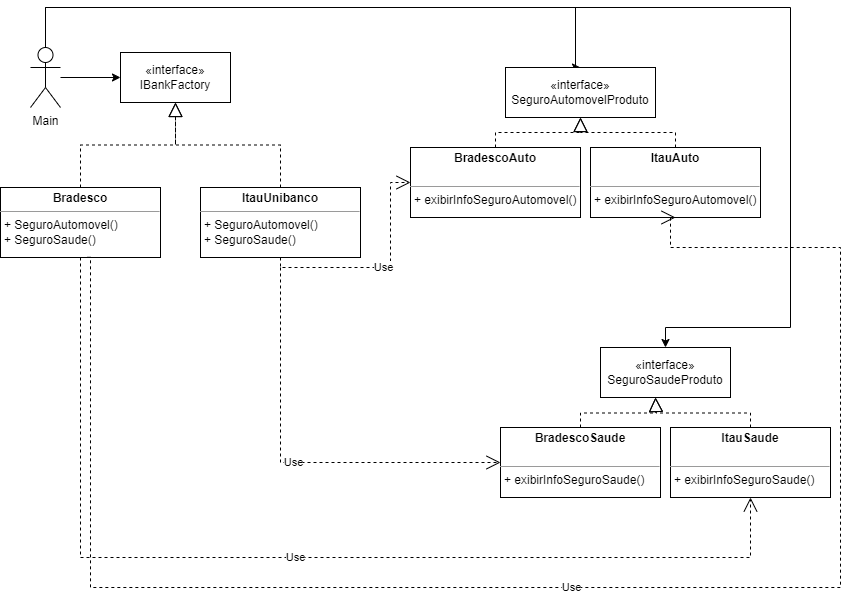 «interface»
IBankFactory
Main
«interface»
SeguroAutomovelProduto
BradescoAuto
+ exibirInfoSeguroAutomovel()
ItauAuto
+ exibirInfoSeguroAutomovel()
Bradesco
+ SeguroAutomovel()
+ SeguroSaude()
ItauUnibanco
+ SeguroAutomovel()
+ SeguroSaude()
Use
«interface»
SeguroSaudeProduto
BradescoSaude
+ exibirInfoSeguroSaude()
ItauSaude
+ exibirInfoSeguroSaude()
Use
Use
Use